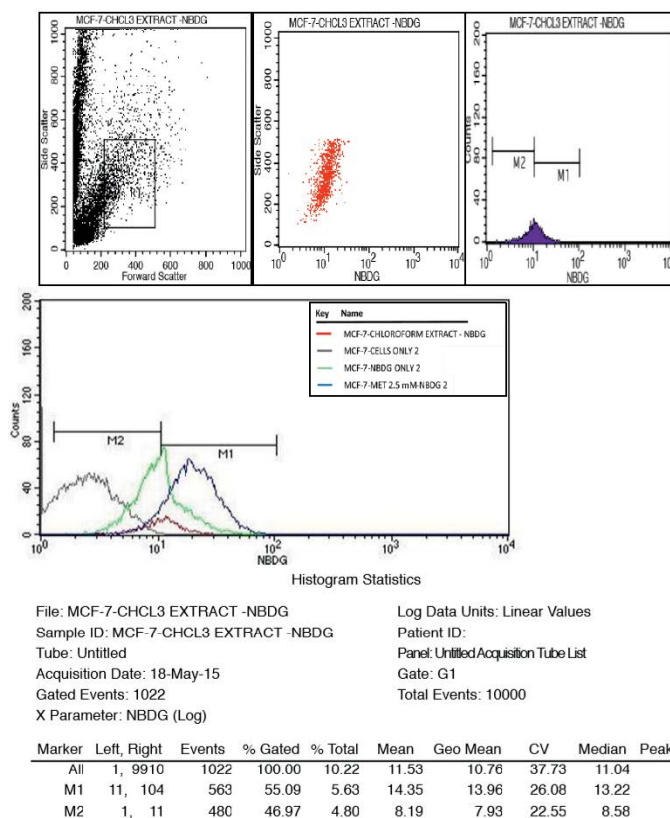 MCF-7-CHCL3 EXTRACT -NBDG
1000
800
600
400
200
0
Side Scatter
0 200 400 600 800 1000
Forward Scatter
MCF-7-CHCL3 EXTRACT-NBDG
1000
800
600
400
200
0
Side Scatter
10^0 10^1 10^2 10^3 10^4
NBDG
MCF-7-CHCL3 EXTRACT-NBDG
200
160
120
80
40
0
Counts
M2
M1
10^0 10^1 10^2 10^3
NBDG
200
160
120
80
40
0
Counts
M2
M1
10^0 10^1 10^2 10^3 10^4
NBDG
Key Name
MCF-7-CHLOROFORM EXTRACT - NBDG
MCF-7-CELLS ONLY 2
MCF-7-NBDG ONLY 2
MCF-7-MET 2.5 mM-NBDG 2
Histogram Statistics
File: MCF-7-CHCL3 EXTRACT -NBDG
Sample ID: MCF-7-CHCL3 EXTRACT -NBDG
Tube: Untitled
Acquisition Date: 18-May-15
Gated Events: 1022
X Parameter: NBDG (Log)
Log Data Units: Linear Values
Patient ID:
Panel: Untitled Acquisition Tube List
Gate: G1
Total Events: 10000
Marker Left, Right Events % Gated % Total Mean Geo Mean CV Median Peak
All 1, 9910 1022 100.00 10.22 11.53 10.76 37.73 11.04
M1 11, 104 563 55.09 5.63 14.35 13.96 26.08 13.22
M2 1, 11 480 46.97 4.80 8.19 7.93 22.55 8.58